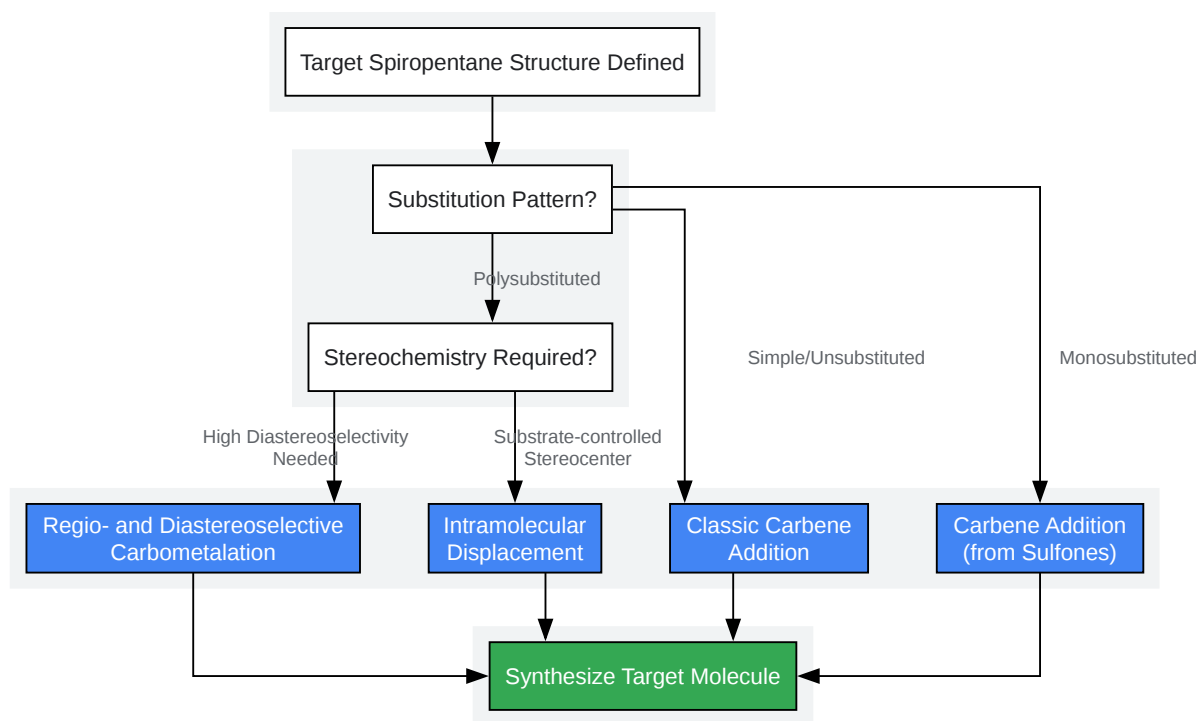 Target Spiropentane Structure Defined
Substitution Pattern?
Polysubstituted
Stereochemistry Required?
Simple/Unsubstituted
Monosubstituted
High Diastereoselectivity
Needed
Substrate-controlled
Stereocenter
Regio- and Diastereoselective
Carbometalation
Intramolecular
Displacement
Classic Carbene
Addition
Carbene Addition
(from Sulfones)
Synthesize Target Molecule